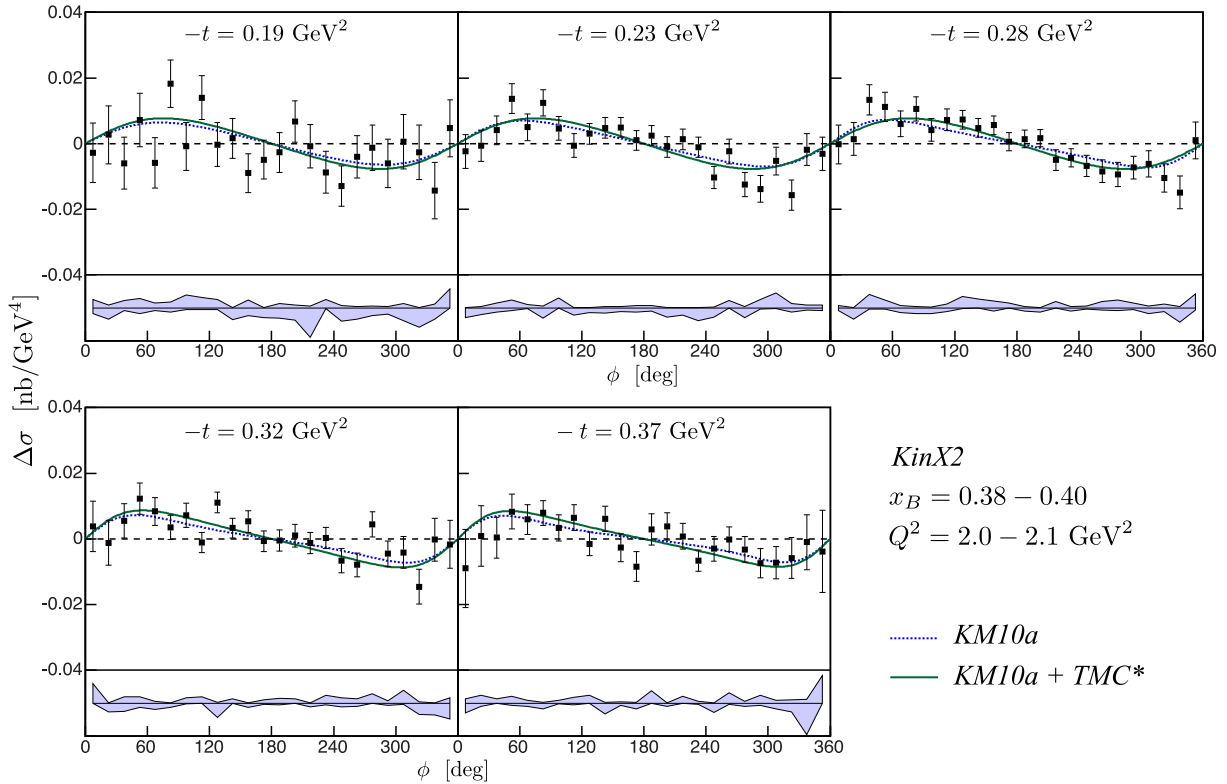 −t = 0.19 GeV² −t = 0.23 GeV² −t = 0.28 GeV²
0.04
0.02
0
-0.02
-0.04
0 60 120 180 240 300 0 60 120 180 240 300 0 60 120 180 240 300 360
ϕ [deg] ϕ [deg] ϕ [deg]
Δσ [nb/GeV⁴]
−t = 0.32 GeV² − t = 0.37 GeV²
0.04
0.02
0
-0.02
-0.04
0 60 120 180 240 300 0 60 120 180 240 300 360
ϕ [deg] ϕ [deg]
KinX2
x_B = 0.38 − 0.40
Q² = 2.0 − 2.1 GeV²
KM10a
KM10a + TMC*